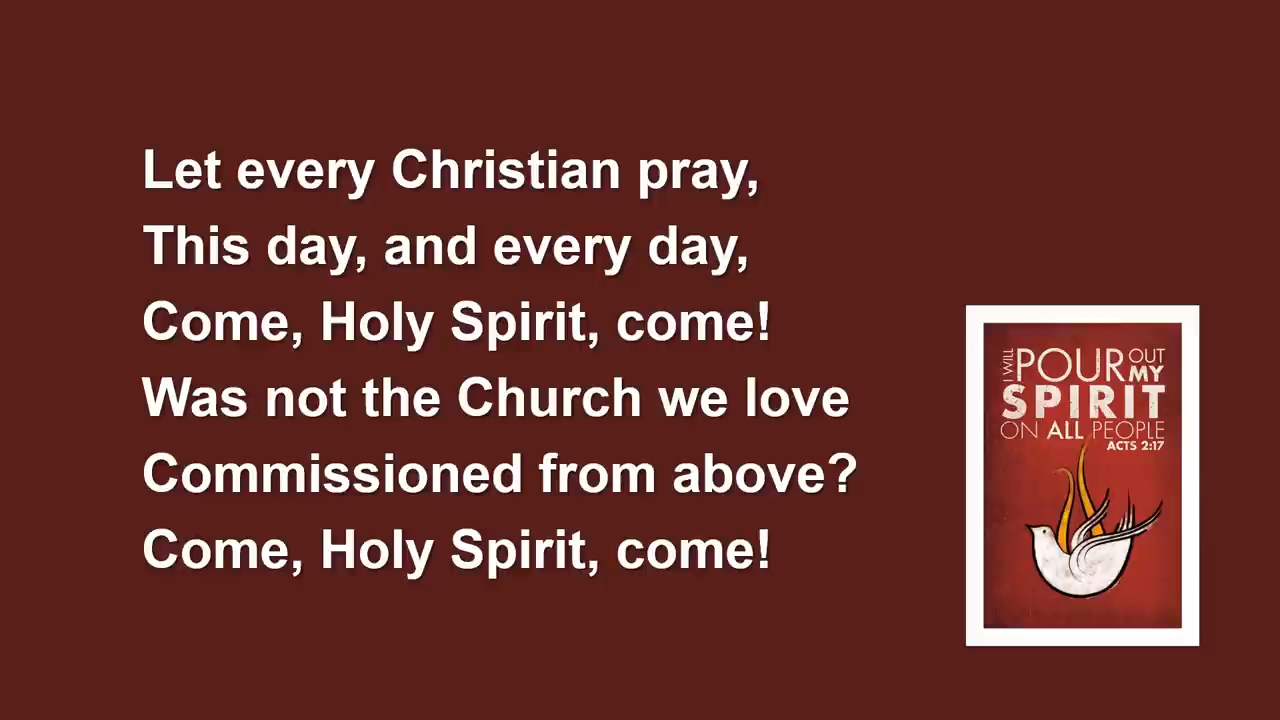 Let every Christian pray,
This day, and every day,
Come, Holy Spirit, come!
Was not the Church we love
Commissioned from above?
Come, Holy Spirit, come!
I WILL POUR OUT MY
SPIRIT
ON ALL PEOPLE
ACTS 2:17